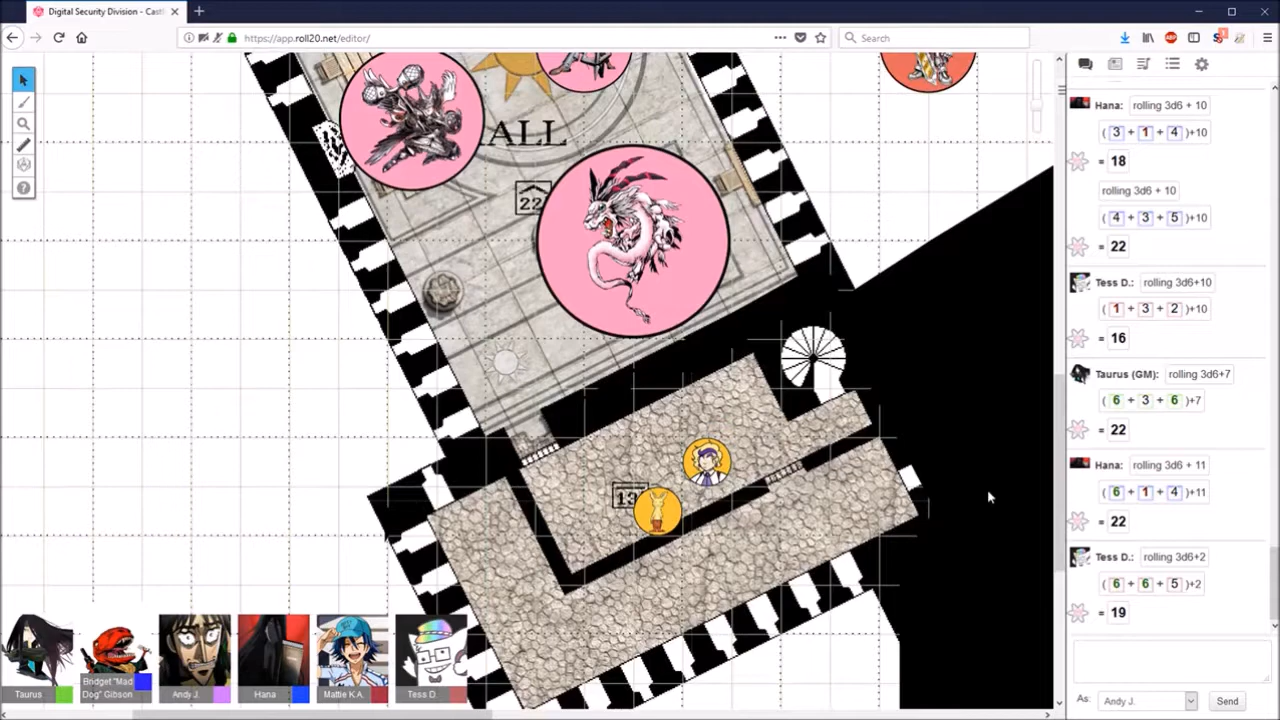 Digital Security Division - Castl
https://app.roll20.net/editor/
Search
ALL
22
13
Hana: rolling 3d6 + 10
(3+1+4)+10
= 18
rolling 3d6 + 10
(4+3+5)+10
= 22
Tess D.: rolling 3d6+10
(1+3+2)+10
= 16
Taurus (GM): rolling 3d6+7
(6+3+6)+7
= 22
Hana: rolling 3d6 + 11
(6+1+4)+11
= 22
Tess D.: rolling 3d6+2
(6+6+5)+2
= 19
As: Andy J. Send
Taurus
Bridget "Mad
Dog" Gibson
Andy J.
Hana
Mattie K.A.
Tess D.